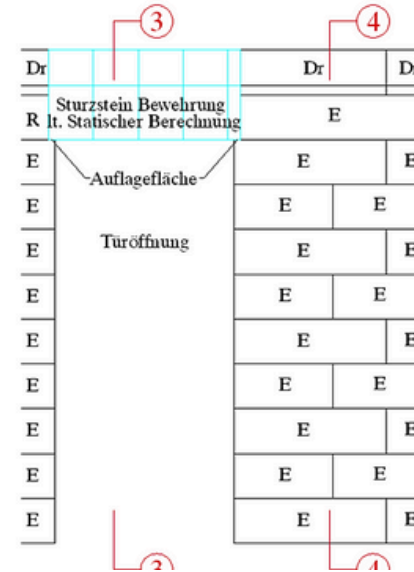 3 4
Dr Dr Dr
Sturzstein Bewehrung E
R lt. Statischer Berechnung
E E E
Auflagefläche
E E E
Türöffnung
E E E
E E E
E E E
E E E
E E E
E E E
E E E
3 4